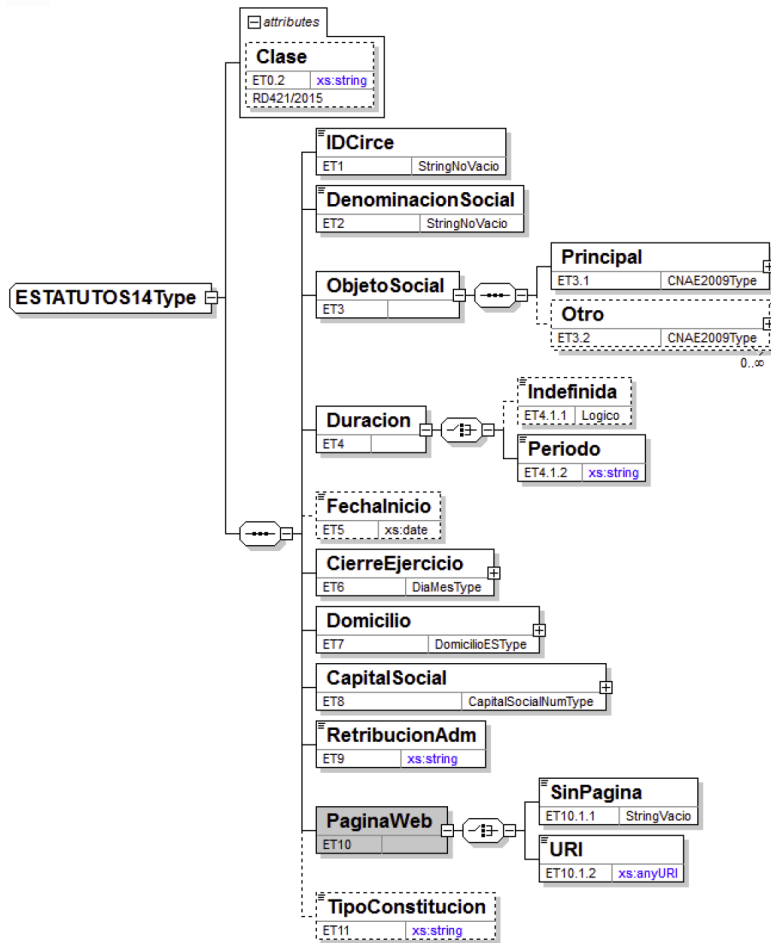 attributes
Clase
ET0.2 xs:string
RD421/2015
IDCirce
ET1 StringNoVacio
DenominacionSocial
ET2 StringNoVacio
ESTATUTOS14Type
ObjetoSocial
ET3
Principal
ET3.1 CNAE2009Type
Otro
ET3.2 CNAE2009Type
0..∞
Duracion
ET4
Indefinida
ET4.1.1 Logico
Periodo
ET4.1.2 xs:string
FechaInicio
ET5 xs:date
CierreEjercicio
ET6 DiaMesType
Domicilio
ET7 DomicilioESType
CapitalSocial
ET8 CapitalSocialNumType
RetribucionAdm
ET9 xs:string
PaginaWeb
ET10
SinPagina
ET10.1.1 StringVacio
URI
ET10.1.2 xs:anyURI
TipoConstitucion
ET11 xs:string